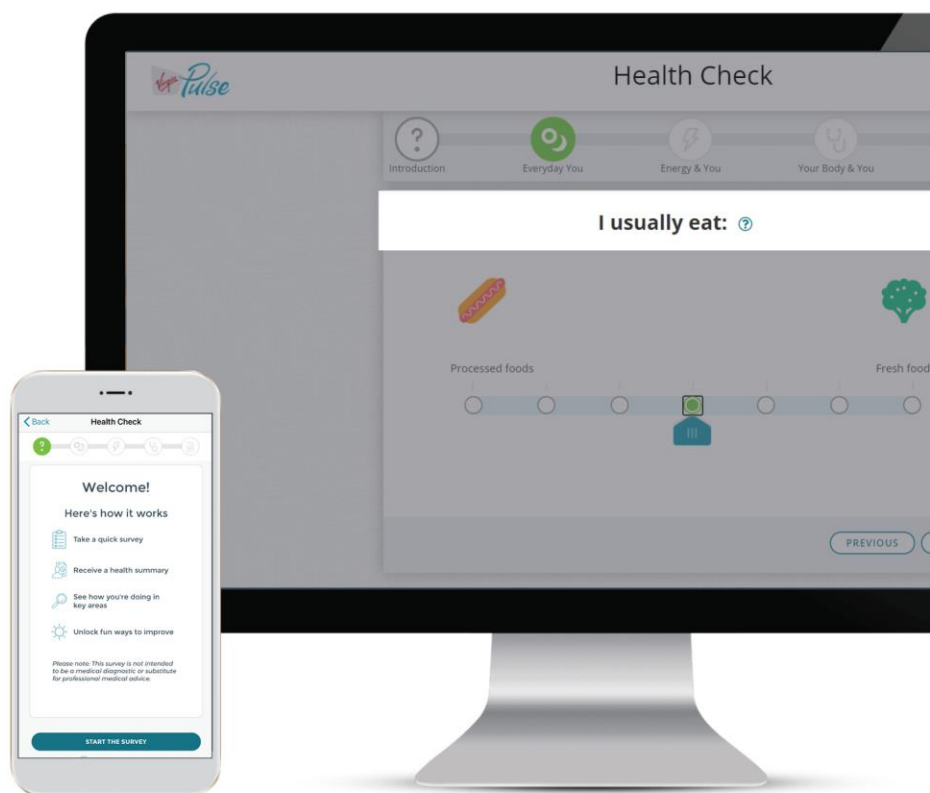 Virgin Pulse
Health Check
?
Introduction
Everyday You
Energy & You
Your Body & You
I usually eat: ?
Processed foods
Fresh food
PREVIOUS
Back
Health Check
?
Welcome!
Here's how it works
Take a quick survey
Receive a health summary
See how you're doing in
key areas
Unlock fun ways to improve
Please note: This survey is not intended
to be a medical diagnostic or substitute
for professional medical advice.
START THE SURVEY